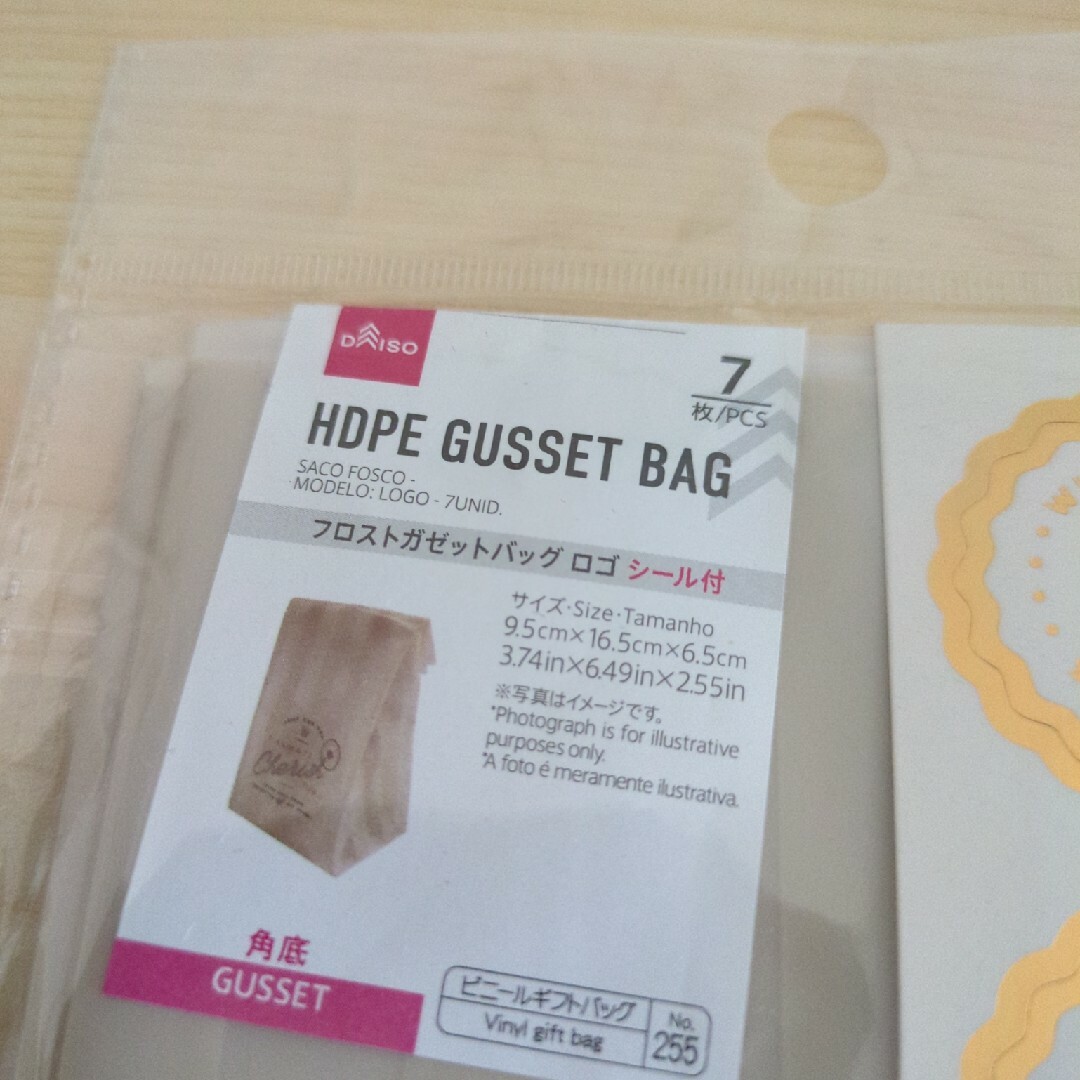 DAISO
7
枚/PCS
HDPE GUSSET BAG
SACO FOSCO -
MODELO: LOGO - 7UNID.
フロストガゼットバッグ ロゴ シール付
サイズ・Size・Tamanho
9.5cm×16.5cm×6.5cm
3.74in×6.49in×2.55in
※写真はイメージです。
*Photograph is for illustrative
purposes only.
*A foto é meramente ilustrativa.
Cherish
角底
GUSSET
ビニールギフトバッグ
Vinyl gift bag
No.
255